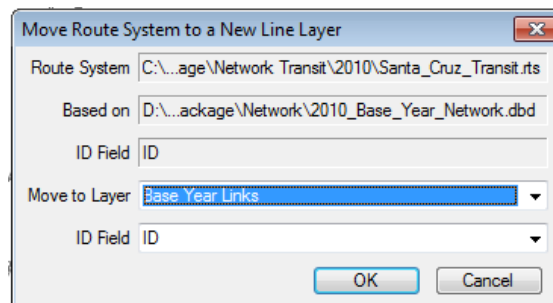 Move Route System to a New Line Layer
Route System C:\...age\Network Transit\2010\Santa_Cruz_Transit.rts
Based on D:\...ackage\Network\2010_Base_Year_Network.dbd
ID Field ID
Move to Layer Base Year Links
ID Field ID
OK Cancel